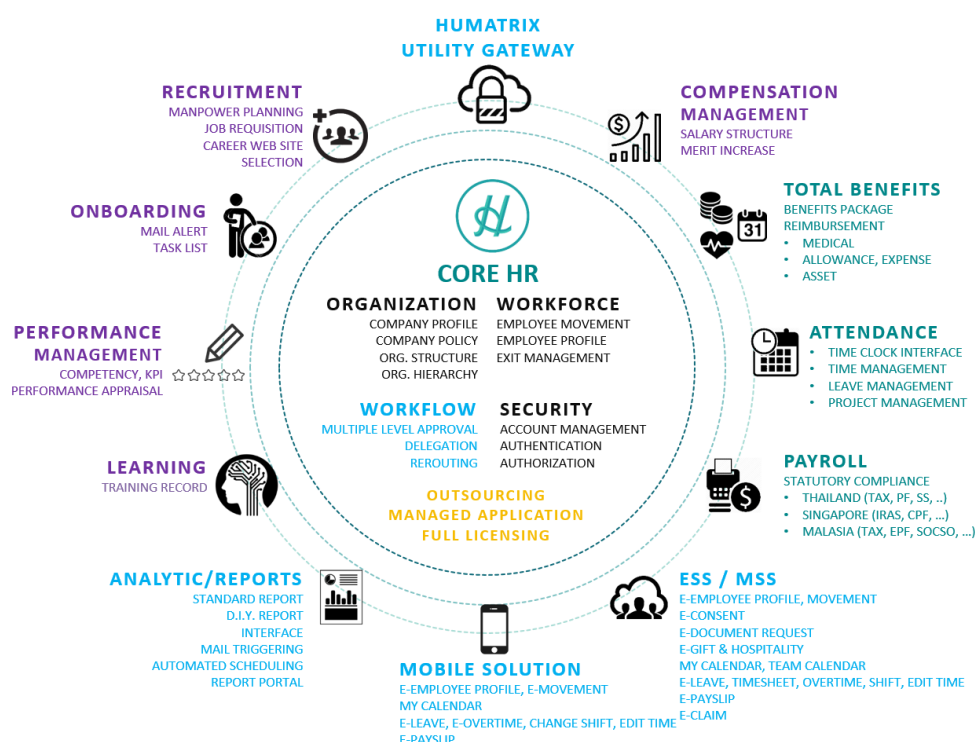 HUMATRIX
UTILITY GATEWAY
RECRUITMENT
MANPOWER PLANNING
JOB REQUISITION
CAREER WEB SITE
SELECTION
COMPENSATION
MANAGEMENT
SALARY STRUCTURE
MERIT INCREASE
ONBOARDING
MAIL ALERT
TASK LIST
TOTAL BENEFITS
BENEFITS PACKAGE
REIMBURSEMENT
• MEDICAL
• ALLOWANCE, EXPENSE
• ASSET
31
H
CORE HR
ORGANIZATION
COMPANY PROFILE
COMPANY POLICY
ORG. STRUCTURE
ORG. HIERARCHY
WORKFORCE
EMPLOYEE MOVEMENT
EMPLOYEE PROFILE
EXIT MANAGEMENT
WORKFLOW
MULTIPLE LEVEL APPROVAL
DELEGATION
REROUTING
SECURITY
ACCOUNT MANAGEMENT
AUTHENTICATION
AUTHORIZATION
OUTSOURCING
MANAGED APPLICATION
FULL LICENSING
PERFORMANCE
MANAGEMENT
COMPETENCY, KPI
PERFORMANCE APPRAISAL
ATTENDANCE
• TIME CLOCK INTERFACE
• TIME MANAGEMENT
• LEAVE MANAGEMENT
• PROJECT MANAGEMENT
LEARNING
TRAINING RECORD
PAYROLL
STATUTORY COMPLIANCE
• THAILAND (TAX, PF, SS, ..)
• SINGAPORE (IRAS, CPF, ...)
• MALASIA (TAX, EPF, SOCSO, ...)
ANALYTIC/REPORTS
STANDARD REPORT
D.I.Y. REPORT
INTERFACE
MAIL TRIGGERING
AUTOMATED SCHEDULING
REPORT PORTAL
ESS / MSS
E-EMPLOYEE PROFILE, MOVEMENT
E-CONSENT
E-DOCUMENT REQUEST
E-GIFT & HOSPITALITY
MY CALENDAR, TEAM CALENDAR
E-LEAVE, TIMESHEET, OVERTIME, SHIFT, EDIT TIME
E-PAYSLIP
E-CLAIM
MOBILE SOLUTION
E-EMPLOYEE PROFILE, E-MOVEMENT
MY CALENDAR
E-LEAVE, E-OVERTIME, CHANGE SHIFT, EDIT TIME
E-PAYSLIP